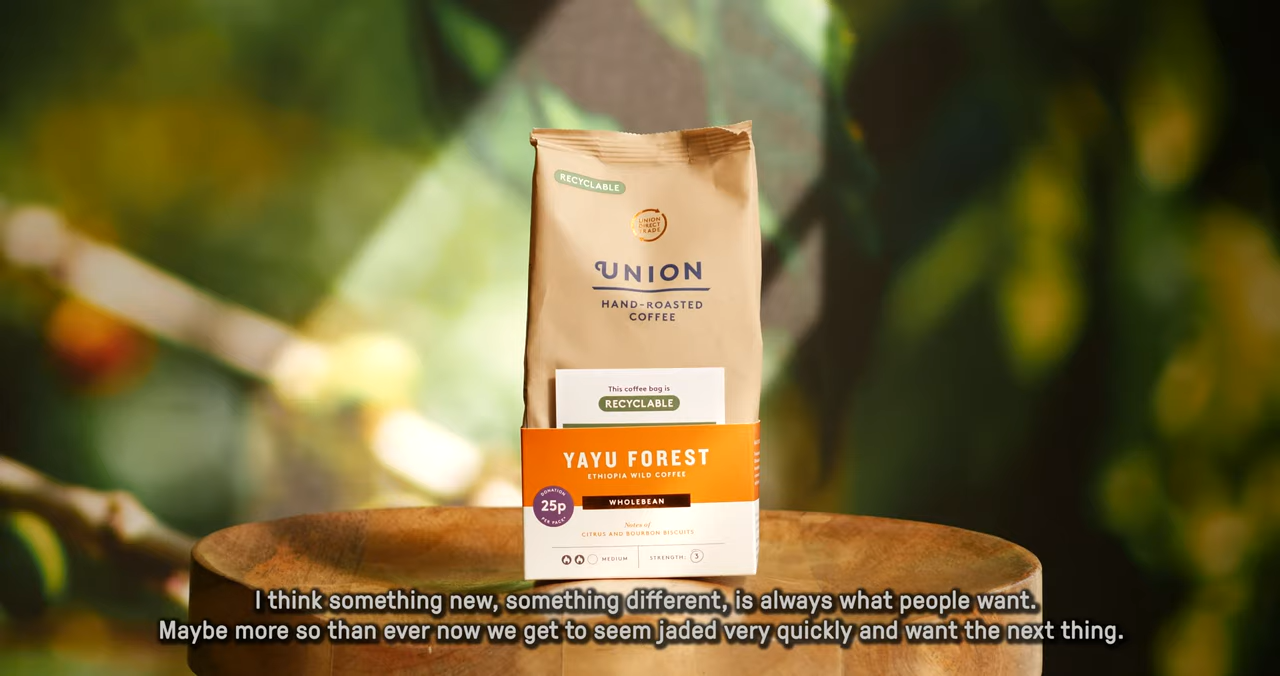 RECYCLABLE
UNION
DIRECT
TRADE
UNION
HAND-ROASTED
COFFEE
This coffee bag is
RECYCLABLE
YAYU FOREST
ETHIOPIA WILD COFFEE
WHOLEBEAN
DONATION
25p
PER PACK*
Notes of
CITRUS AND BOURBON BISCUITS
MEDIUM
STRENGTH: 3
I think something new, something different, is always what people want.
Maybe more so than ever now we get to seem jaded very quickly and want the next thing.